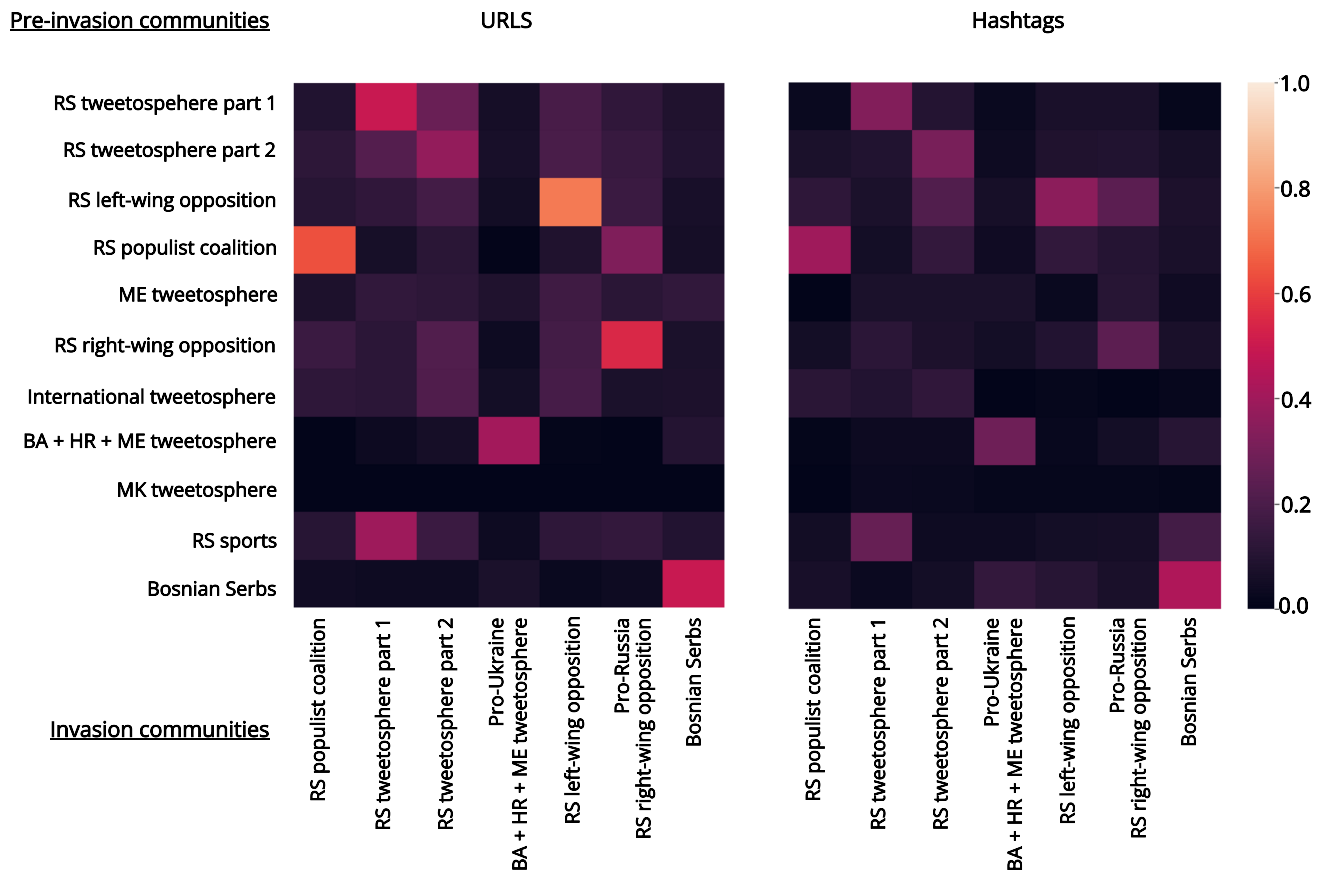 Pre-invasion communities
URLS
Hashtags
RS tweetospehere part 1
RS tweetosphere part 2
RS left-wing opposition
RS populist coalition
ME tweetosphere
RS right-wing opposition
International tweetosphere
BA + HR + ME tweetosphere
MK tweetosphere
RS sports
Bosnian Serbs
1.0
0.8
0.6
0.4
0.2
0.0
Invasion communities
RS populist coalition
RS tweetosphere part 1
RS tweetosphere part 2
Pro-Ukraine
BA + HR + ME tweetosphere
RS left-wing opposition
Pro-Russia
RS right-wing opposition
Bosnian Serbs
RS populist coalition
RS tweetosphere part 1
RS tweetosphere part 2
Pro-Ukraine
BA + HR + ME tweetosphere
RS left-wing opposition
Pro-Russia
RS right-wing opposition
Bosnian Serbs